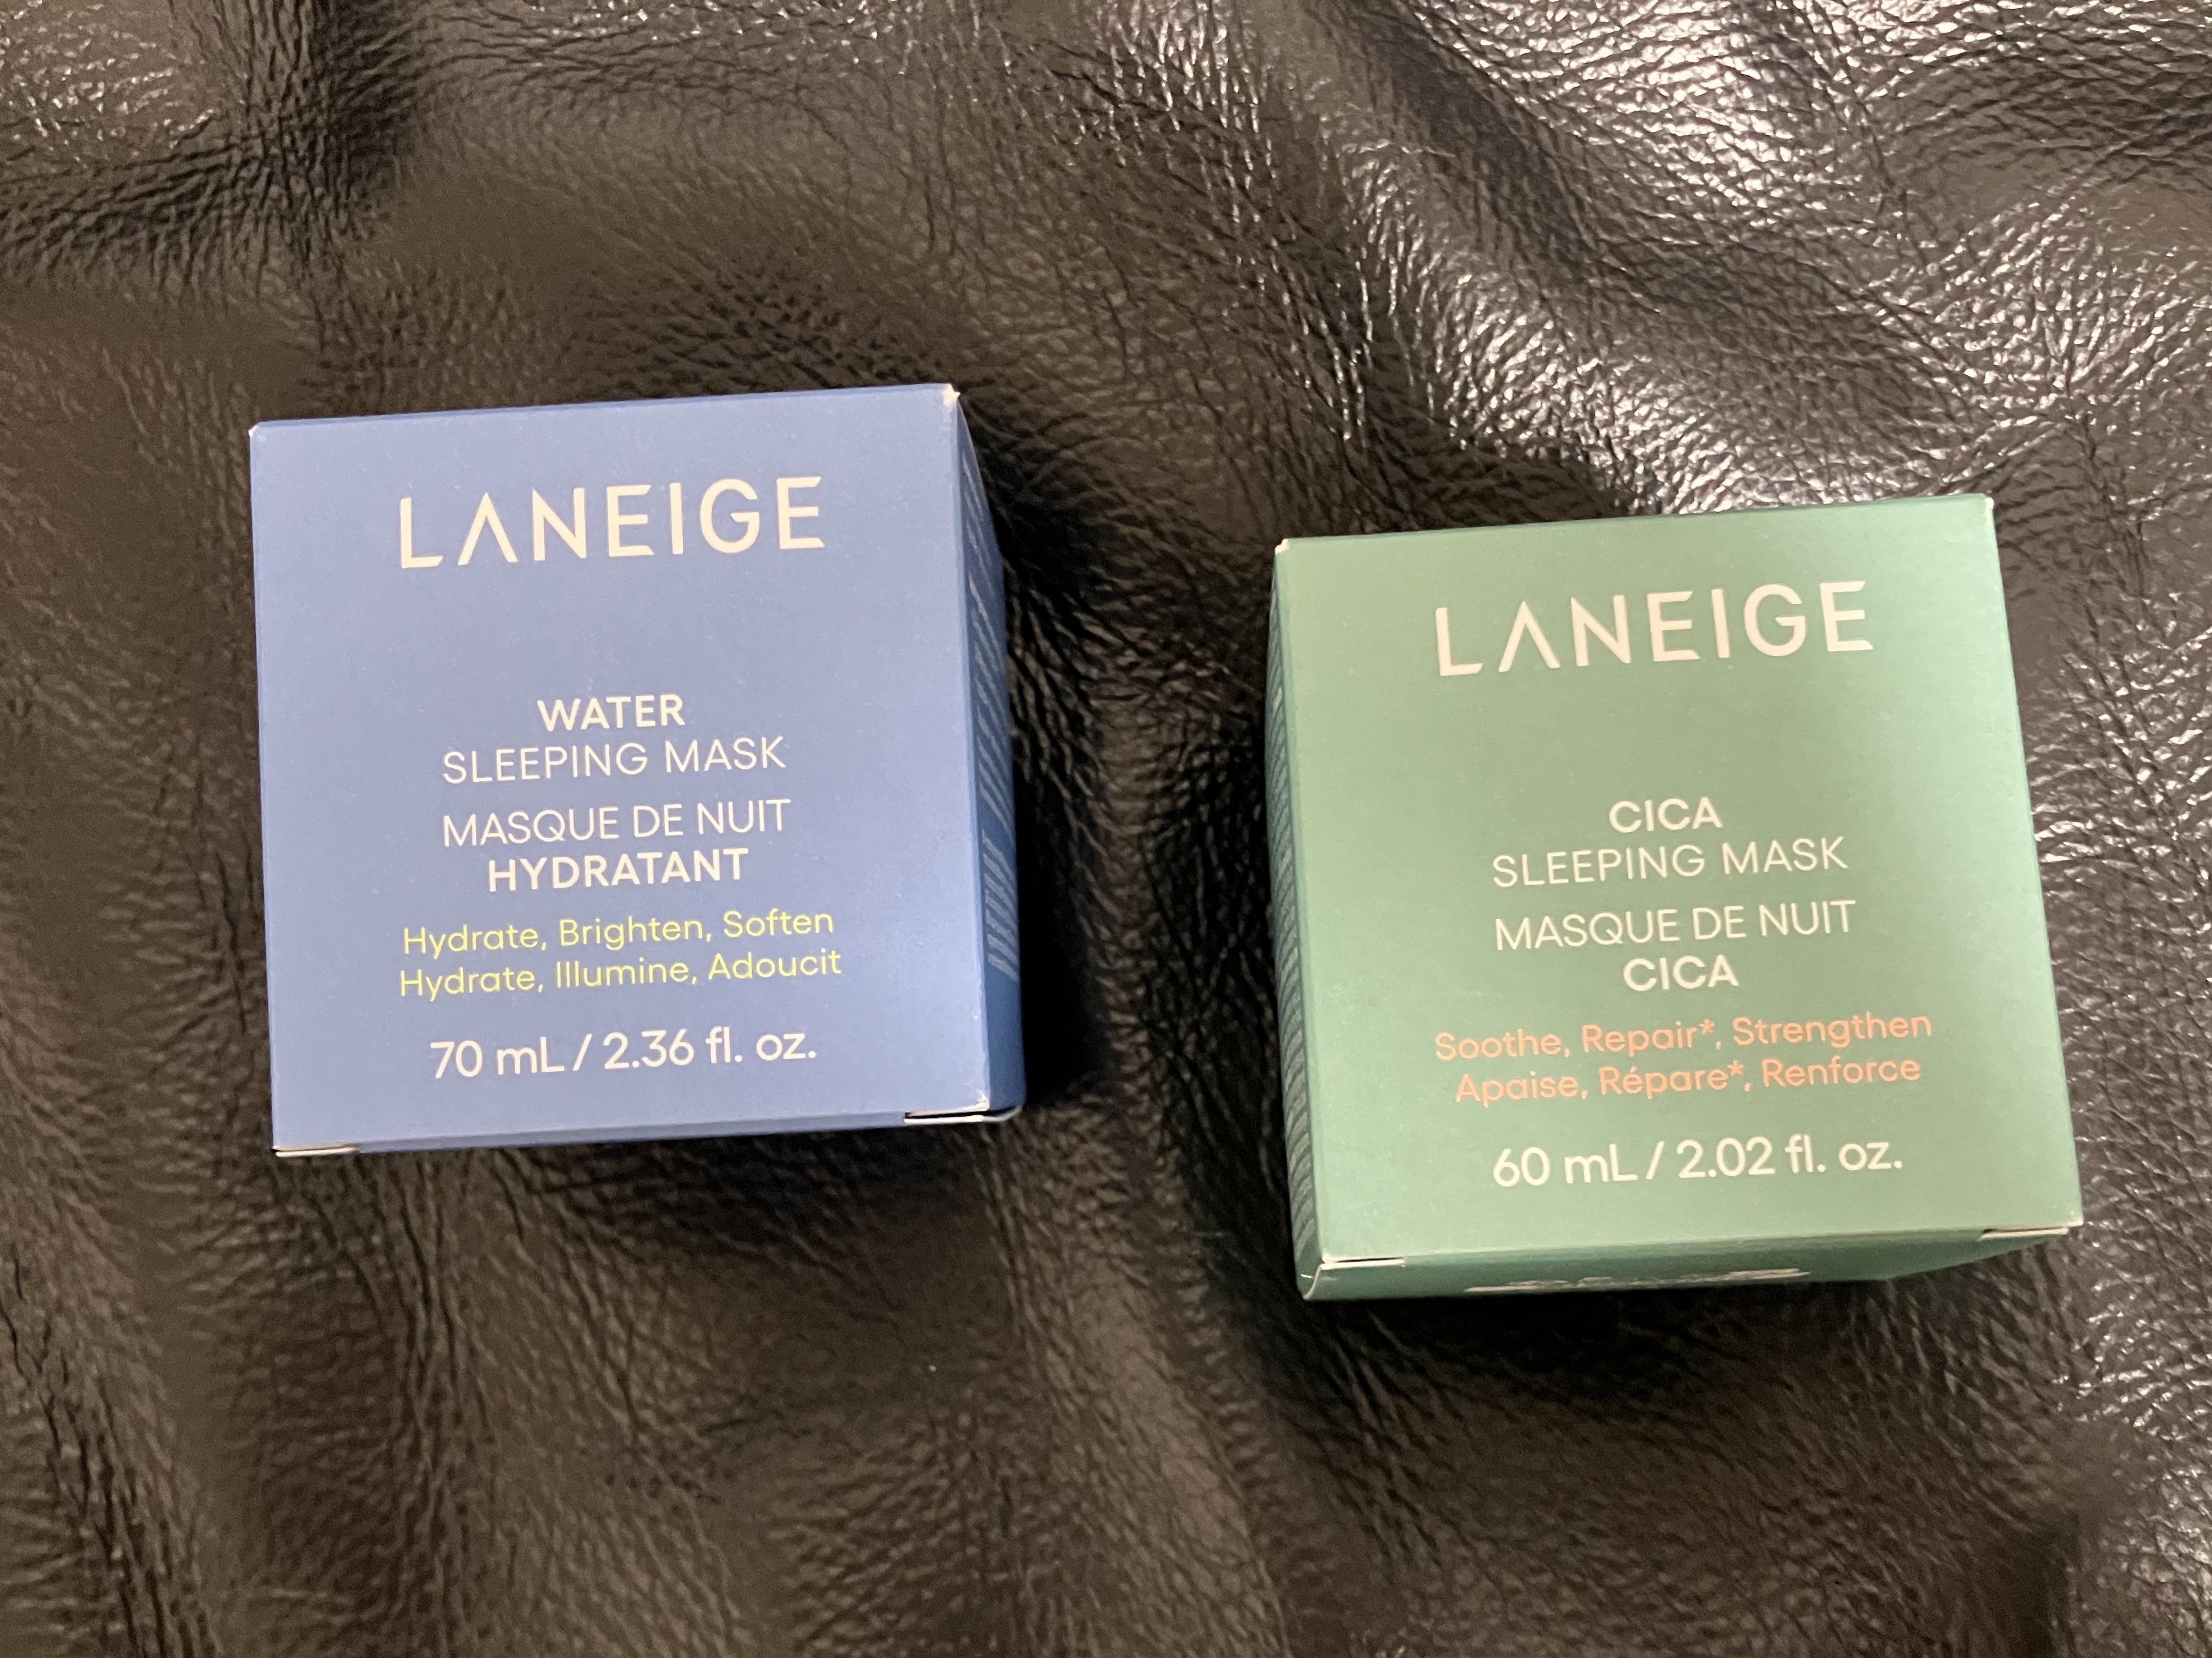 LANEIGE
WATER
SLEEPING MASK
MASQUE DE NUIT
HYDRATANT
Hydrate, Brighten, Soften
Hydrate, Illumine, Adoucit
70 mL / 2.36 fl. oz.
LANEIGE
CICA
SLEEPING MASK
MASQUE DE NUIT
CICA
Soothe, Repair*, Strengthen
Apaise, Répare*, Renforce
60 mL / 2.02 fl. oz.